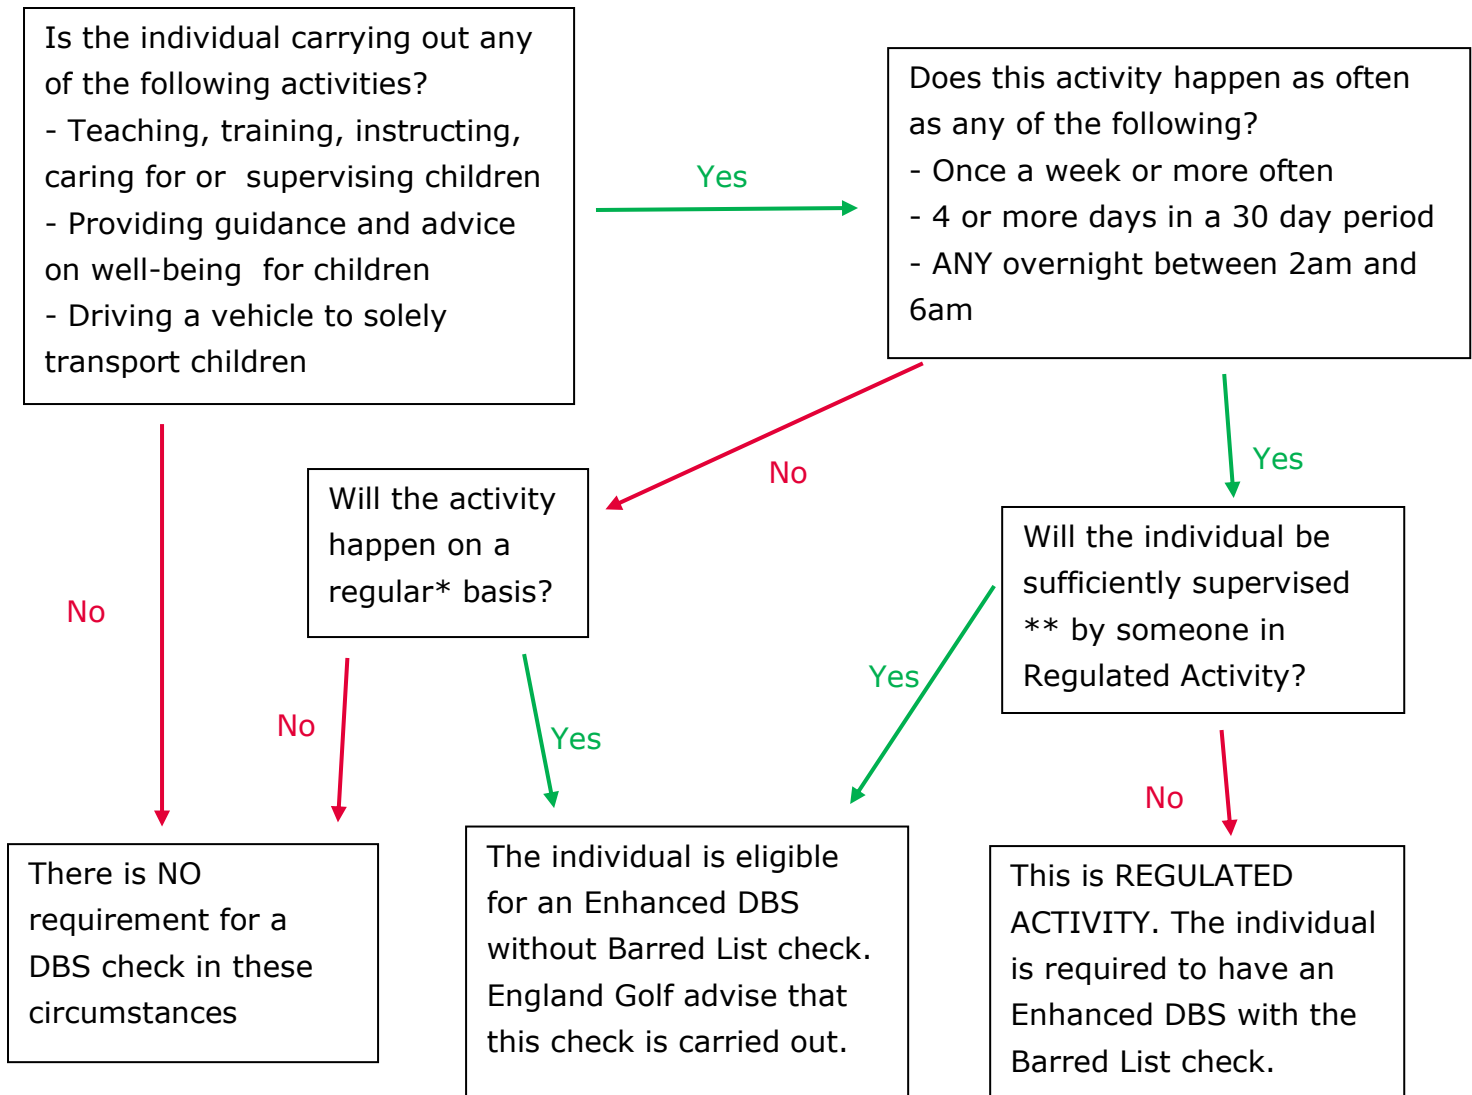 Is the individual carrying out any
of the following activities?
- Teaching, training, instructing,
caring for or  supervising children
- Providing guidance and advice
on well-being  for children
- Driving a vehicle to solely
transport children
Yes
Does this activity happen as often
as any of the following?
- Once a week or more often
- 4 or more days in a 30 day period
- ANY overnight between 2am and
6am
No
Yes
Will the activity
happen on a
regular* basis?
Will the individual be
sufficiently supervised
** by someone in
Regulated Activity?
No
No
Yes
Yes
No
There is NO
requirement for a
DBS check in these
circumstances
The individual is eligible
for an Enhanced DBS
without Barred List check.
England Golf advise that
this check is carried out.
This is REGULATED
ACTIVITY. The individual
is required to have an
Enhanced DBS with the
Barred List check.